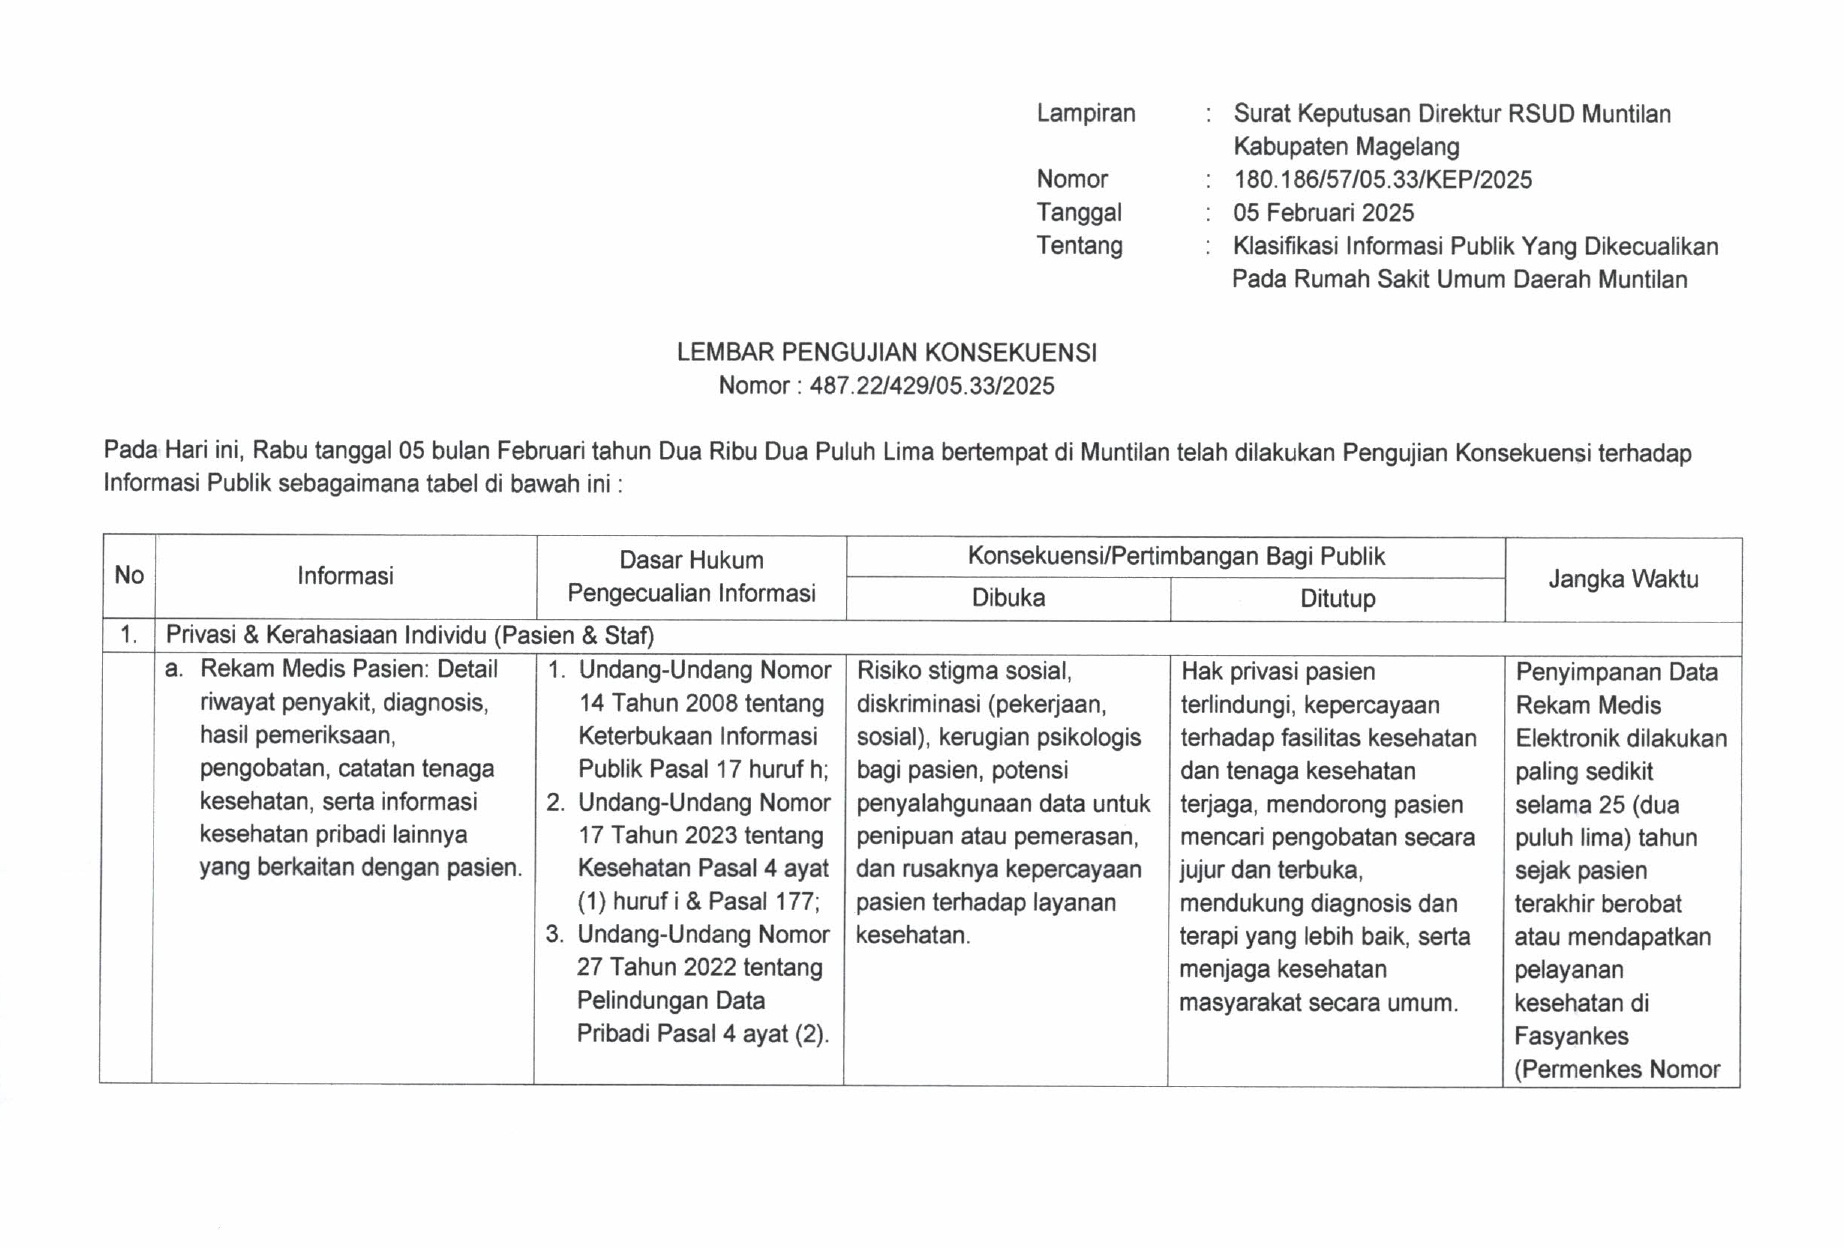 Lampiran : Surat Keputusan Direktur RSUD Muntilan
Kabupaten Magelang
Nomor : 180.186/57/05.33/KEP/2025
Tanggal : 05 Februari 2025
Tentang : Klasifikasi Informasi Publik Yang Dikecualikan
Pada Rumah Sakit Umum Daerah Muntilan
LEMBAR PENGUJIAN KONSEKUENSI
Nomor : 487.22/429/05.33/2025
Pada Hari ini, Rabu tanggal 05 bulan Februari tahun Dua Ribu Dua Puluh Lima bertempat di Muntilan telah dilakukan Pengujian Konsekuensi terhadap
Informasi Publik sebagaimana tabel di bawah ini :
No
Informasi
Dasar Hukum
Pengecualian Informasi
Konsekuensi/Pertimbangan Bagi Publik
Dibuka
Ditutup
Jangka Waktu
1. Privasi & Kerahasiaan Individu (Pasien & Staf)
a. Rekam Medis Pasien: Detail
riwayat penyakit, diagnosis,
hasil pemeriksaan,
pengobatan, catatan tenaga
kesehatan, serta informasi
kesehatan pribadi lainnya
yang berkaitan dengan pasien.
1. Undang-Undang Nomor
14 Tahun 2008 tentang
Keterbukaan Informasi
Publik Pasal 17 huruf h;
2. Undang-Undang Nomor
17 Tahun 2023 tentang
Kesehatan Pasal 4 ayat
(1) huruf i & Pasal 177;
3. Undang-Undang Nomor
27 Tahun 2022 tentang
Pelindungan Data
Pribadi Pasal 4 ayat (2).
Risiko stigma sosial,
diskriminasi (pekerjaan,
sosial), kerugian psikologis
bagi pasien, potensi
penyalahgunaan data untuk
penipuan atau pemerasan,
dan rusaknya kepercayaan
pasien terhadap layanan
kesehatan.
Hak privasi pasien
terlindungi, kepercayaan
terhadap fasilitas kesehatan
dan tenaga kesehatan
terjaga, mendorong pasien
mencari pengobatan secara
jujur dan terbuka,
mendukung diagnosis dan
terapi yang lebih baik, serta
menjaga kesehatan
masyarakat secara umum.
Penyimpanan Data
Rekam Medis
Elektronik dilakukan
paling sedikit
selama 25 (dua
puluh lima) tahun
sejak pasien
terakhir berobat
atau mendapatkan
pelayanan
kesehatan di
Fasyankes
(Permenkes Nomor